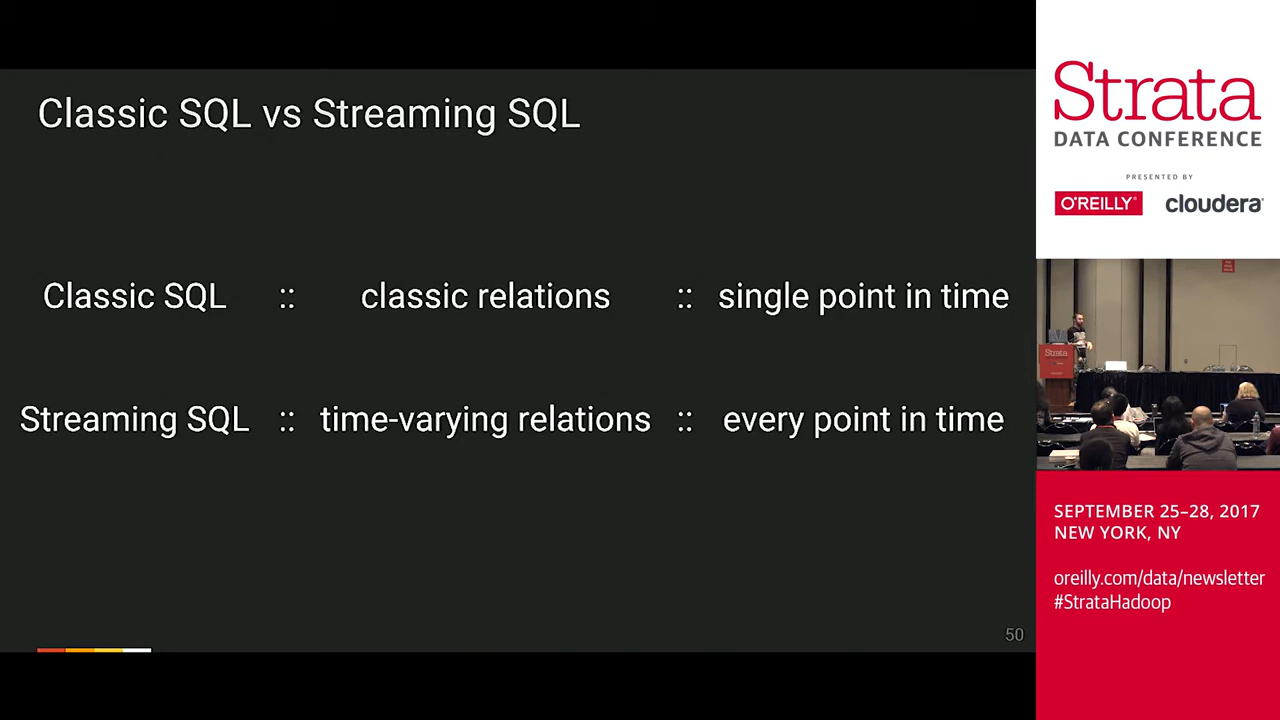 Classic SQL vs Streaming SQL
Classic SQL :: classic relations :: single point in time
Streaming SQL :: time-varying relations :: every point in time
50
Strata
DATA CONFERENCE
PRESENTED BY
O'REILLY® cloudera
Strata
SEPTEMBER 25–28, 2017
NEW YORK, NY
oreilly.com/data/newsletter
#StrataHadoop